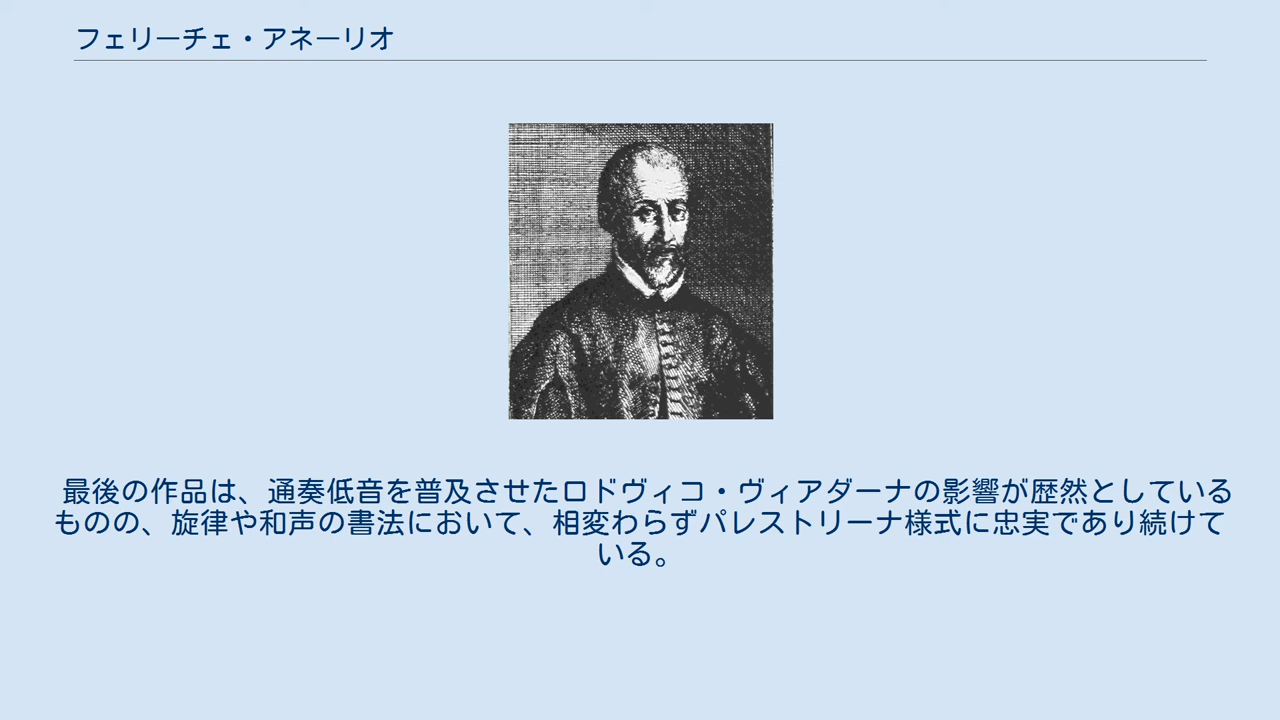 フェリーチェ・アネーリオ
最後の作品は、通奏低音を普及させたロドヴィコ・ヴィアダーナの影響が歴然としている
ものの、旋律や和声の書法において、相変わらずパレストリーナ様式に忠実であり続けて
いる。